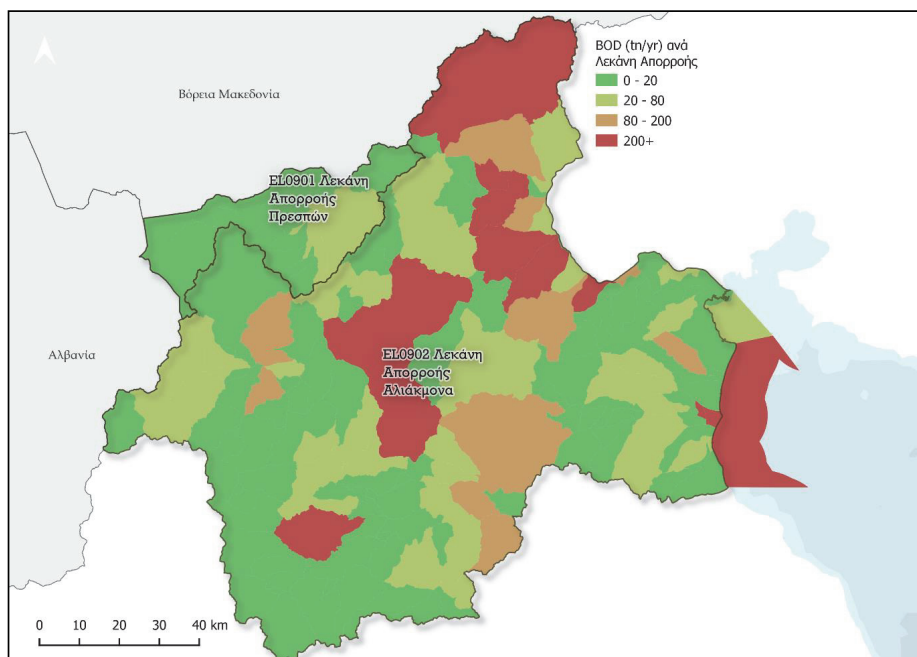 BOD (tn/yr) ανά
Λεκάνη Απορροής
0 - 20
20 - 80
80 - 200
200+
Βόρεια Μακεδονία
EL0901 Λεκάνη
Απορροής
Πρεσπών
Αλβανία
EL0902 Λεκάνη
Απορροής
Αλιάκμονα
0 10 20 30 40 km